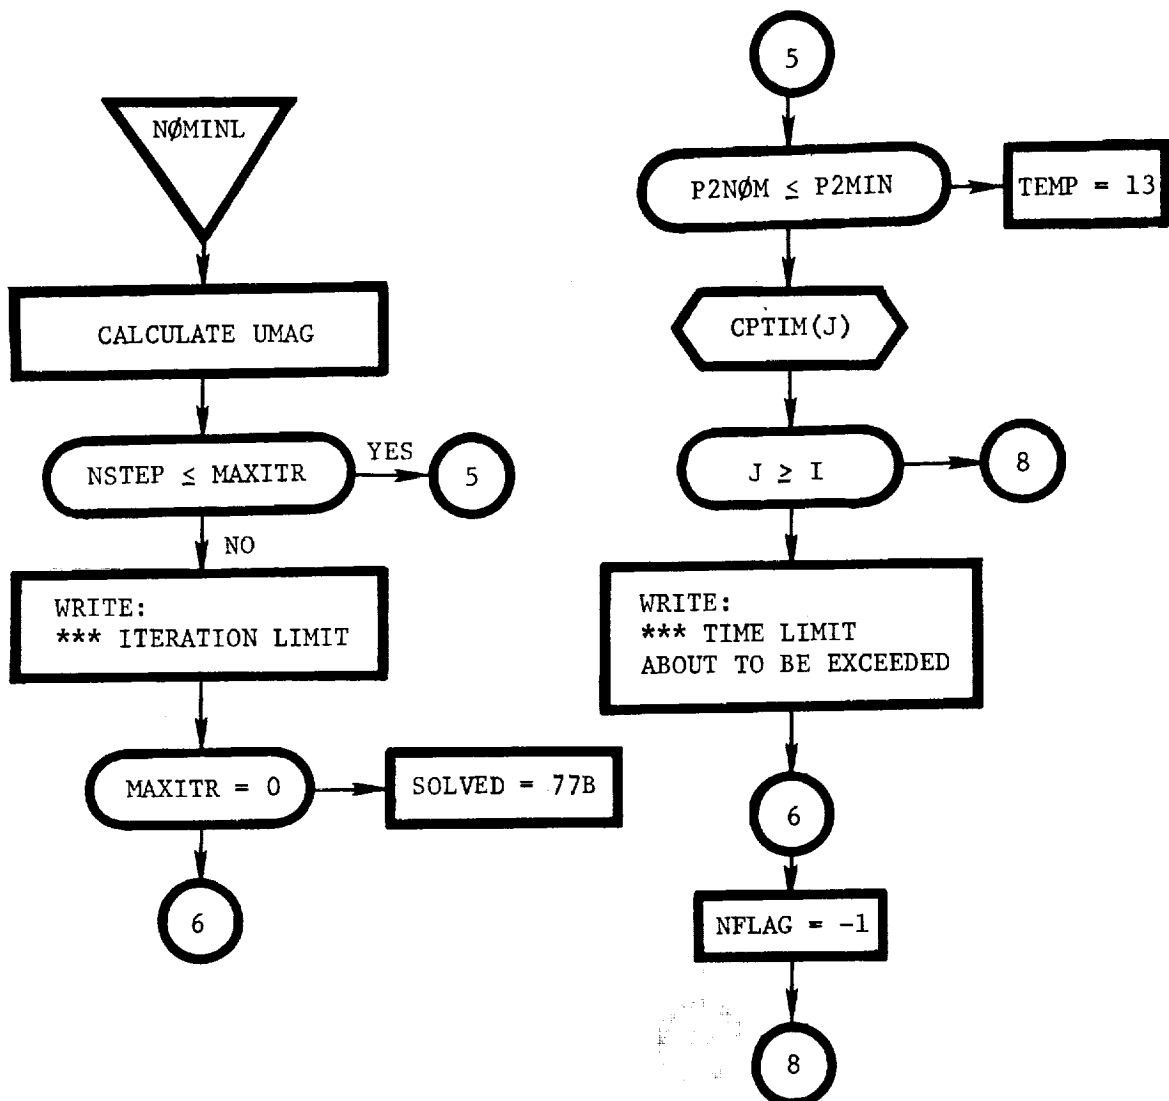 NØMINL
CALCULATE UMAG
NSTEP ≤ MAXITR
YES
5
NO
WRITE:
*** ITERATION LIMIT
MAXITR = 0
SOLVED = 77B
6
5
P2NØM ≤ P2MIN
TEMP = 13
CPTIM(J)
J ≥ I
8
WRITE:
*** TIME LIMIT
ABOUT TO BE EXCEEDED
6
NFLAG = -1
8